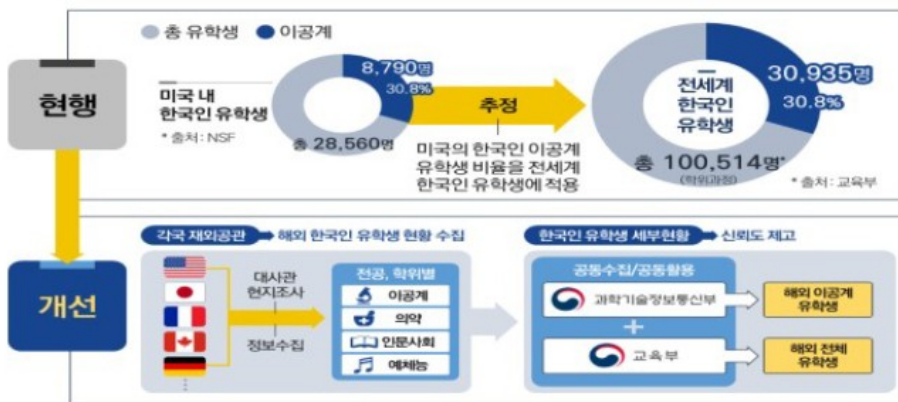 총 유학생 이공계
현행
미국 내
한국인 유학생
* 출처 : NSF
8,790명
30.8%
총 28,560명
추정
미국의 한국인 이공계
유학생 비율을 전세계
한국인 유학생에 적용
전세계
한국인
유학생
30,935명
30.8%
총 100,514명*
(학위과정)
* 출처 : 교육부
개선
각국 재외공관 해외 한국인 유학생 현황 수집
대사관
현지조사
정보수집
전공, 학위별
이공계
의약
인문사회
예체능
한국인 유학생 세부현황 신뢰도 제고
공동수집/공동활용
과학기술정보통신부
+
교육부
해외 이공계
유학생
해외 전체
유학생